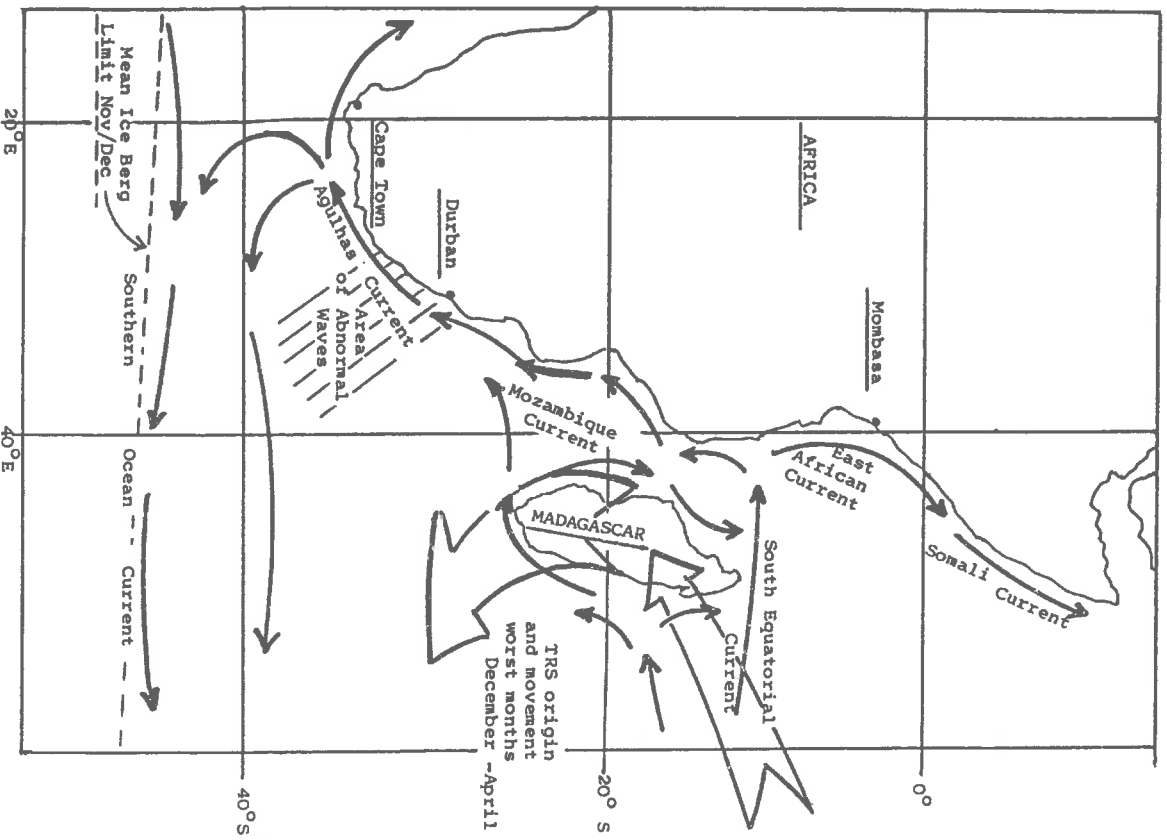 AFRICA
Mombasa
East
African
Current
Somali Current
Durban
Cape Town
Mozambique
Current
MADAGASCAR
South Equatorial
Current
Agulhas Current
Area
of Abnormal
Waves
TRS origin
and movement
worst months
December -April
Mean Ice Berg
Limit Nov/Dec
Southern Ocean Current
0°
20° S
40°S
20°E
40°E